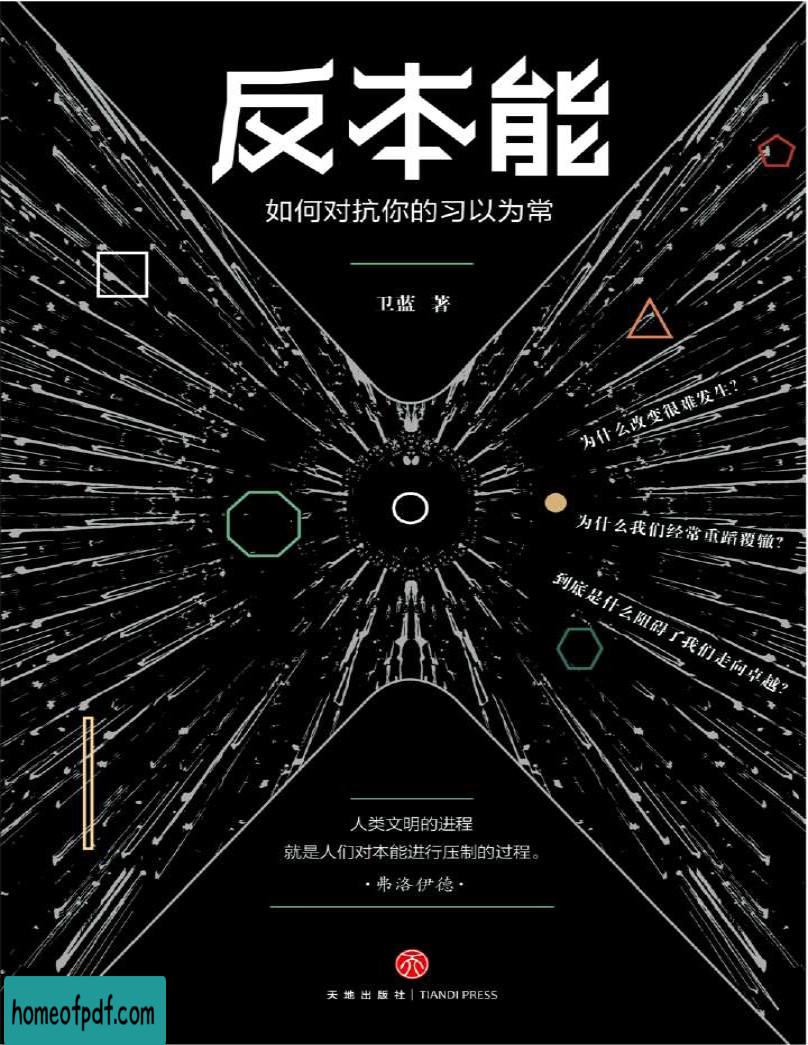 反本能
如何对抗你的习以为常
卫蓝 著
为什么改变很难发生？
为什么我们经常重蹈覆辙？
到底是什么阻碍了我们走向卓越？
人类文明的进程
就是人们对本能进行压制的过程。
·弗洛伊德·
天地出版社 | TIANDI PRESS
homeofpdf.com